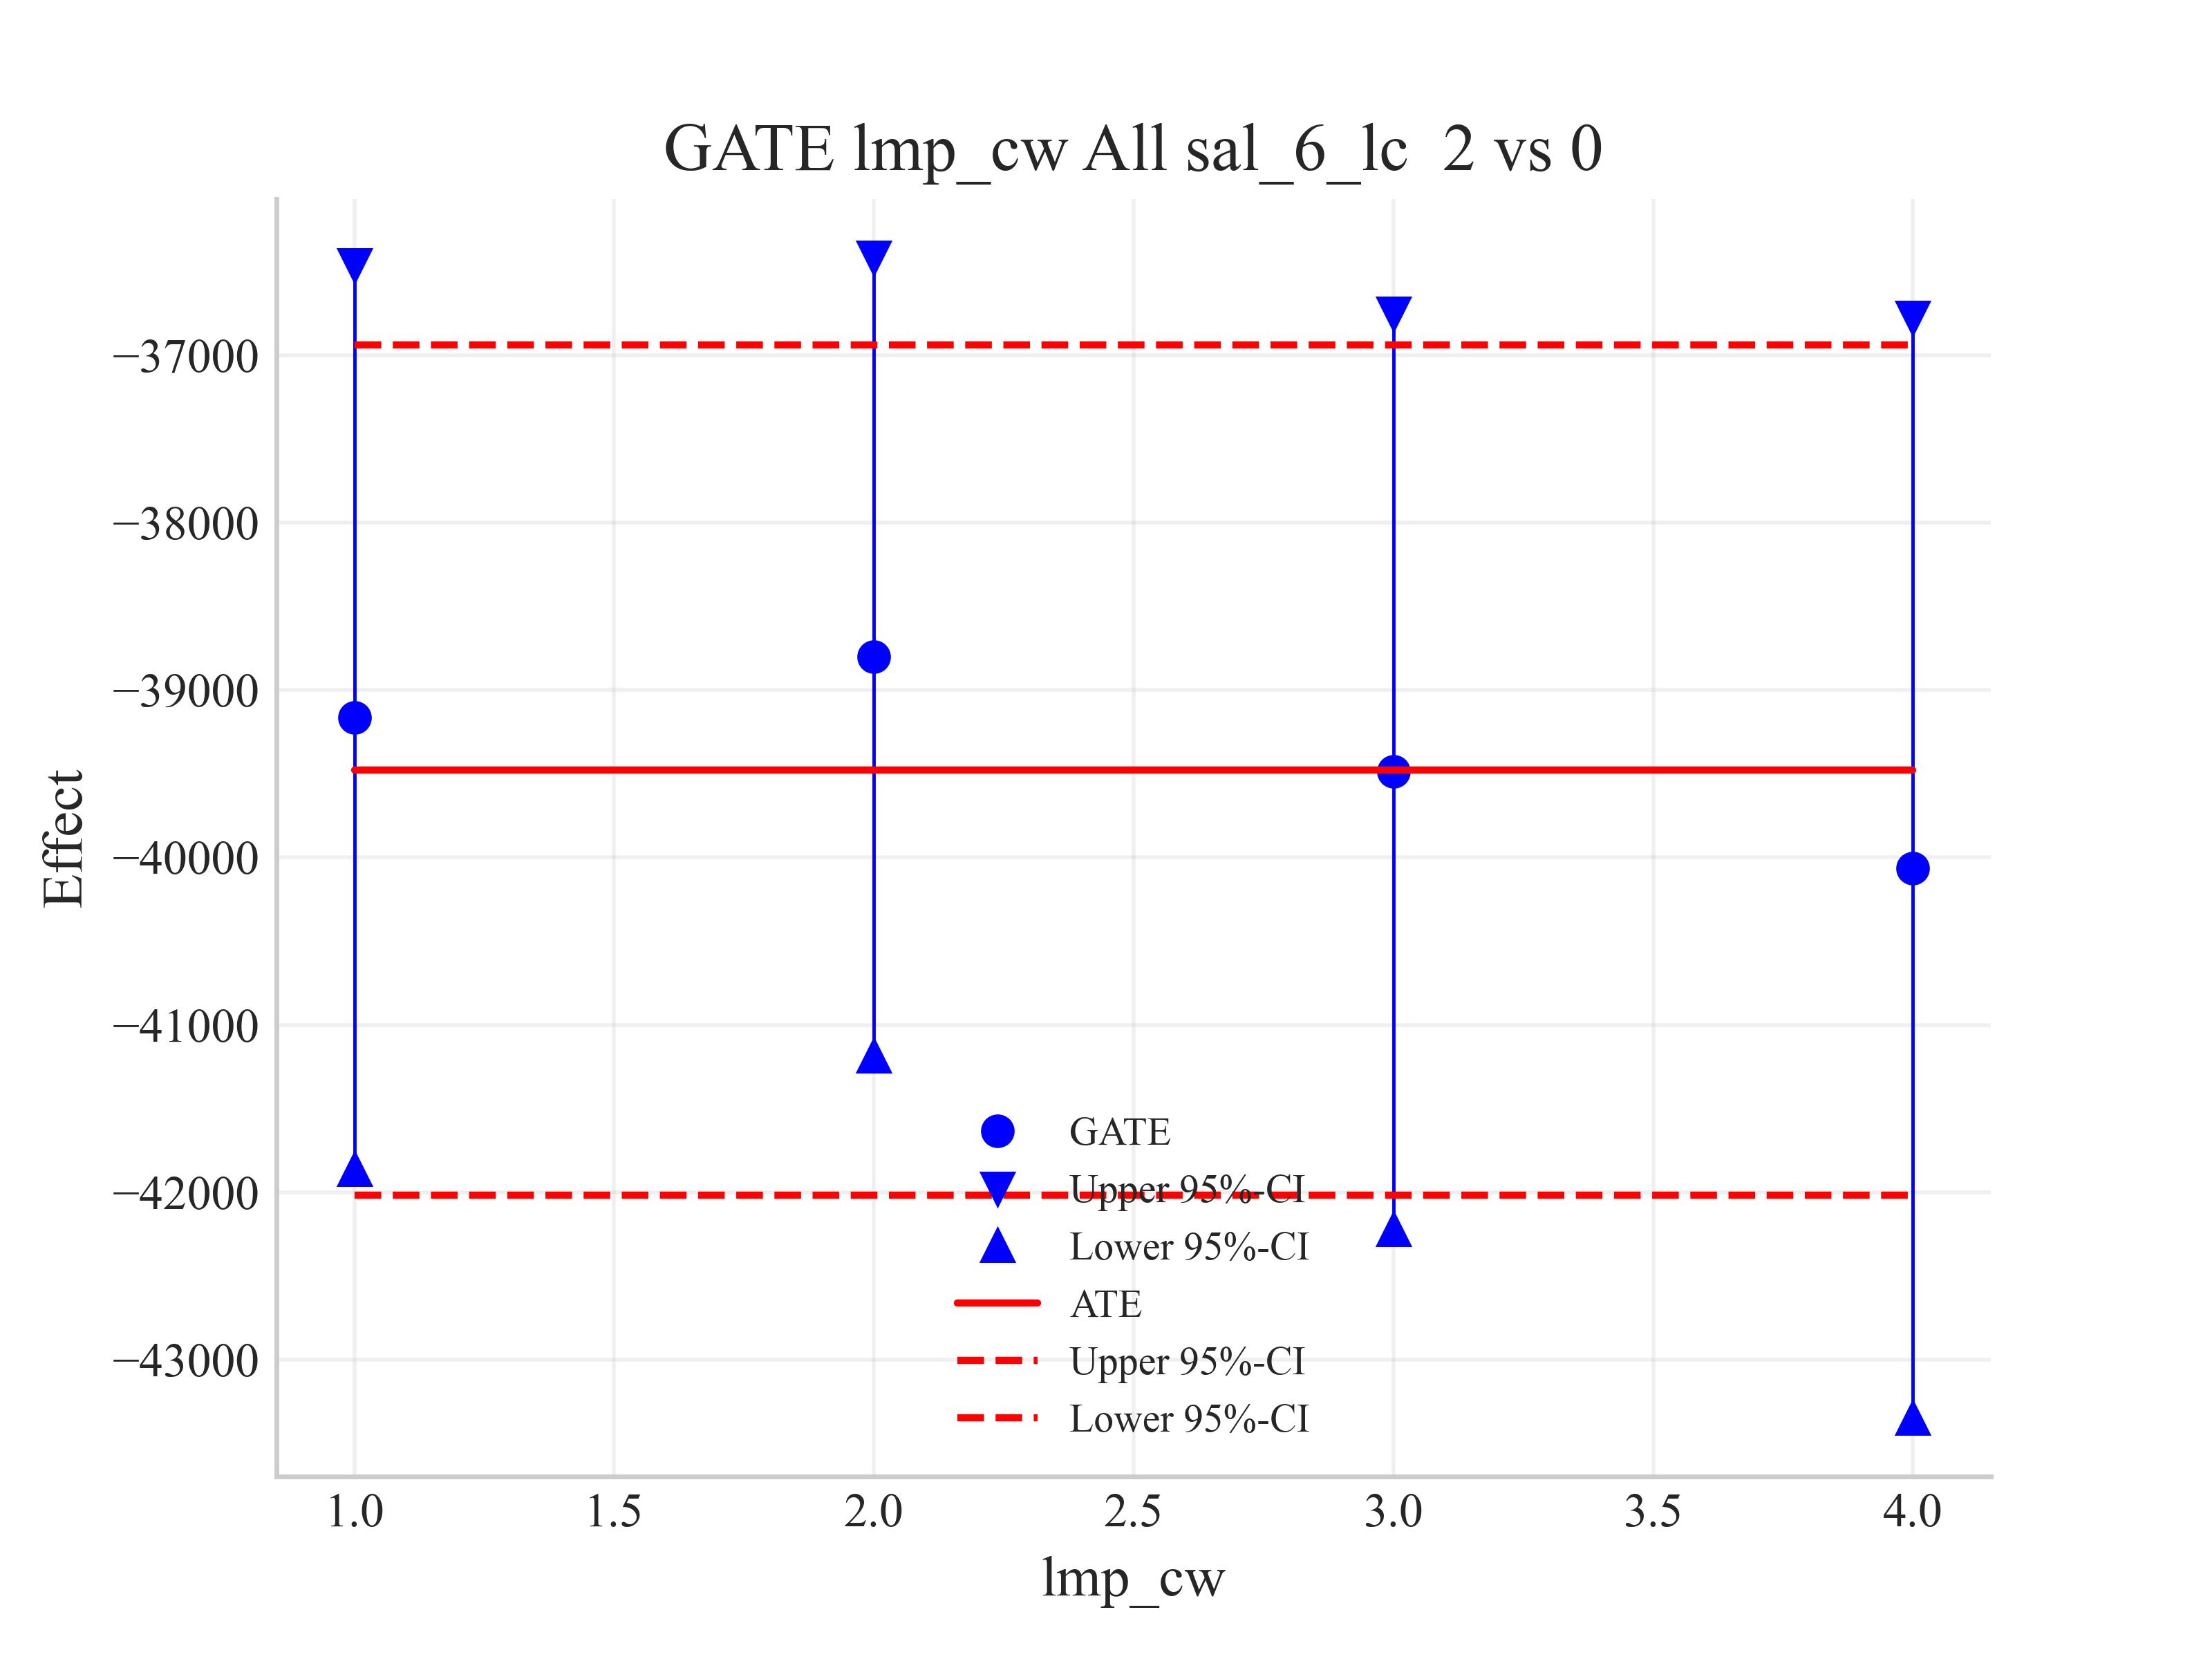 GATE lmp_cw All sal_6_lc 2 vs 0
Effect
−37000
−38000
−39000
−40000
−41000
−42000
−43000
GATE
Upper 95%-CI
Lower 95%-CI
ATE
Upper 95%-CI
Lower 95%-CI
1.0 1.5 2.0 2.5 3.0 3.5 4.0
lmp_cw